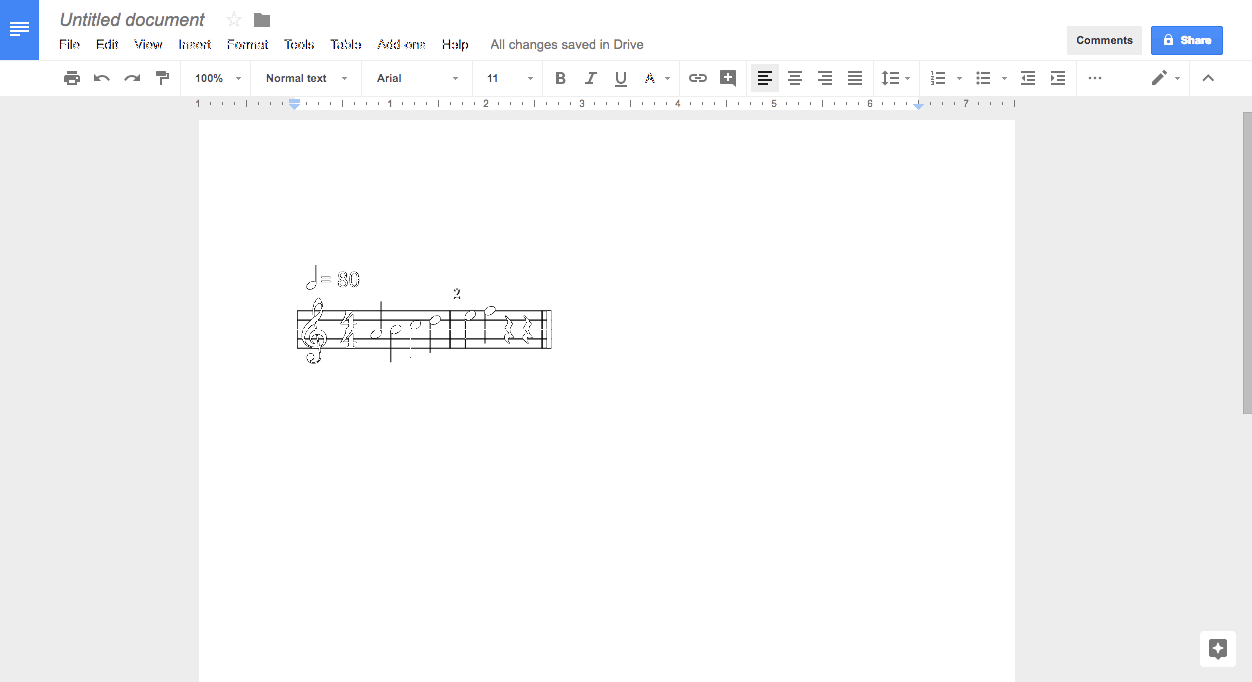 Untitled document
File Edit View Insert Format Tools Table Add-ons Help All changes saved in Drive
Comments
Share
100% Normal text Arial 11 B I U A
1 1 2 3 4 5 6 7
= 80
2
4
4